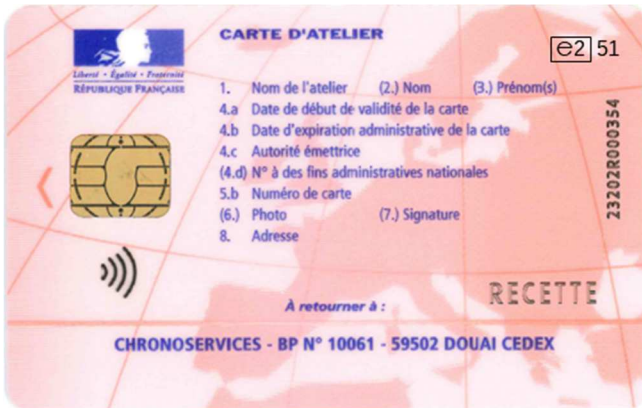 CARTE D'ATELIER
e2 51
Liberté • Égalité • Fraternité
RÉPUBLIQUE FRANÇAISE
1. Nom de l'atelier (2.) Nom (3.) Prénom(s)
4.a Date de début de validité de la carte
4.b Date d'expiration administrative de la carte
4.c Autorité émettrice
(4.d) N° à des fins administratives nationales
5.b Numéro de carte
(6.) Photo (7.) Signature
8. Adresse
23202R000354
RECETTE
À retourner à :
CHRONOSERVICES - BP N° 10061 - 59502 DOUAI CEDEX